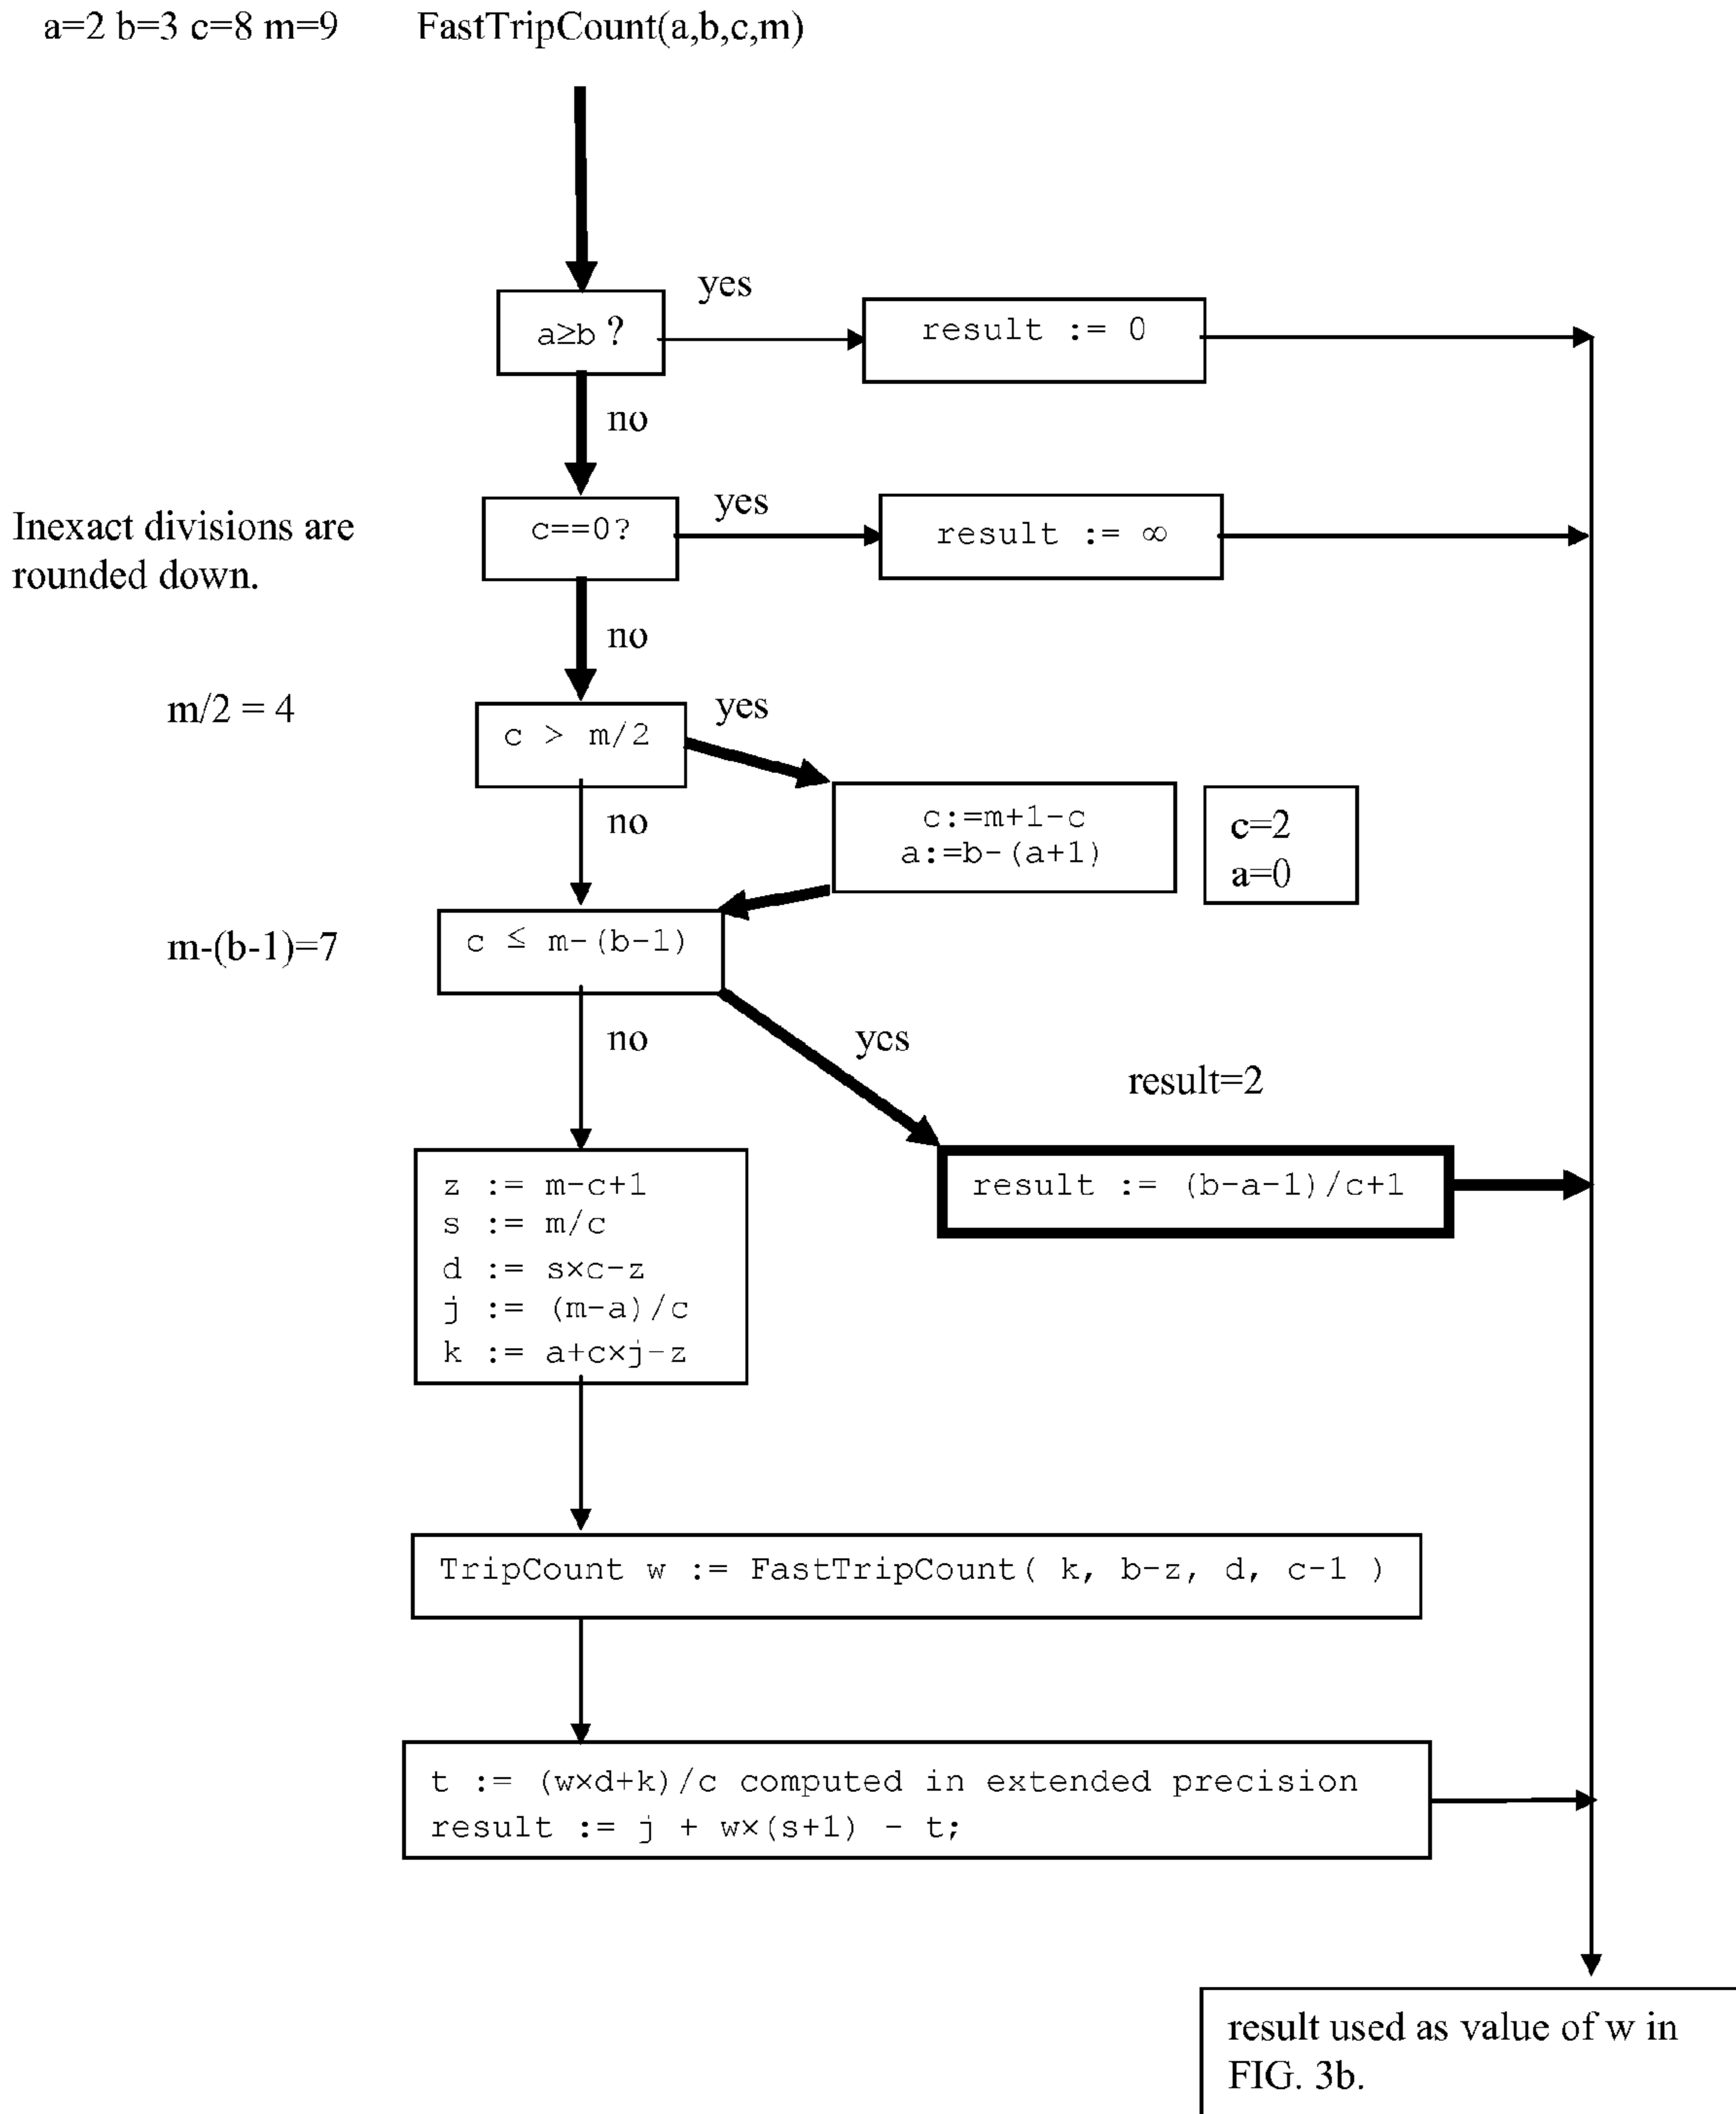 a=2 b=3 c=8 m=9 FastTripCount(a,b,c,m)
yes
a≥b ?
result := 0
no
yes
c==0?
result := ∞
Inexact divisions are
rounded down.
no
m/2 = 4
yes
c > m/2
c:=m+1-c
a:=b-(a+1)
c=2
a=0
no
c ≤ m-(b-1)
m-(b-1)=7
no
yes
result=2
z := m-c+1
s := m/c
d := s×c-z
j := (m-a)/c
k := a+c×j-z
result := (b-a-1)/c+1
TripCount w := FastTripCount( k, b-z, d, c-1 )
t := (w×d+k)/c computed in extended precision
result := j + w×(s+1) - t;
result used as value of w in
FIG. 3b.